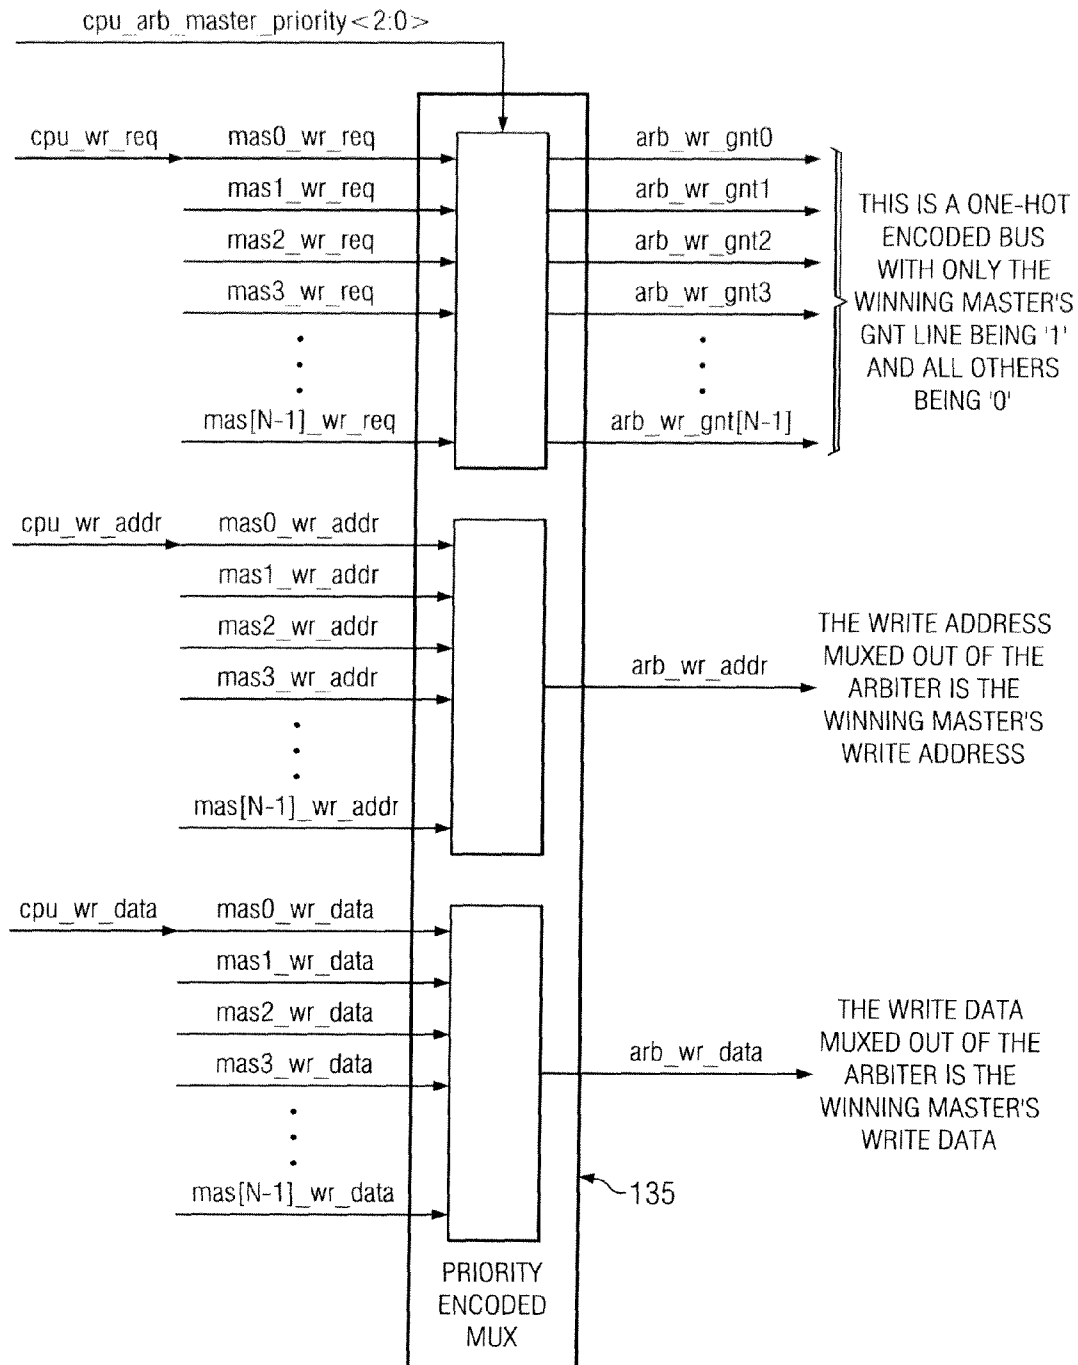 cpu_arb_master_priority<2:0>
cpu_wr_req
mas0_wr_req
arb_wr_gnt0
mas1_wr_req
arb_wr_gnt1
mas2_wr_req
arb_wr_gnt2
mas3_wr_req
arb_wr_gnt3
mas[N-1]_wr_req
arb_wr_gnt[N-1]
THIS IS A ONE-HOT
ENCODED BUS
WITH ONLY THE
WINNING MASTER'S
GNT LINE BEING '1'
AND ALL OTHERS
BEING '0'
cpu_wr_addr
mas0_wr_addr
mas1_wr_addr
mas2_wr_addr
mas3_wr_addr
mas[N-1]_wr_addr
arb_wr_addr
THE WRITE ADDRESS
MUXED OUT OF THE
ARBITER IS THE
WINNING MASTER'S
WRITE ADDRESS
cpu_wr_data
mas0_wr_data
mas1_wr_data
mas2_wr_data
mas3_wr_data
mas[N-1]_wr_data
arb_wr_data
THE WRITE DATA
MUXED OUT OF THE
ARBITER IS THE
WINNING MASTER'S
WRITE DATA
135
PRIORITY
ENCODED
MUX